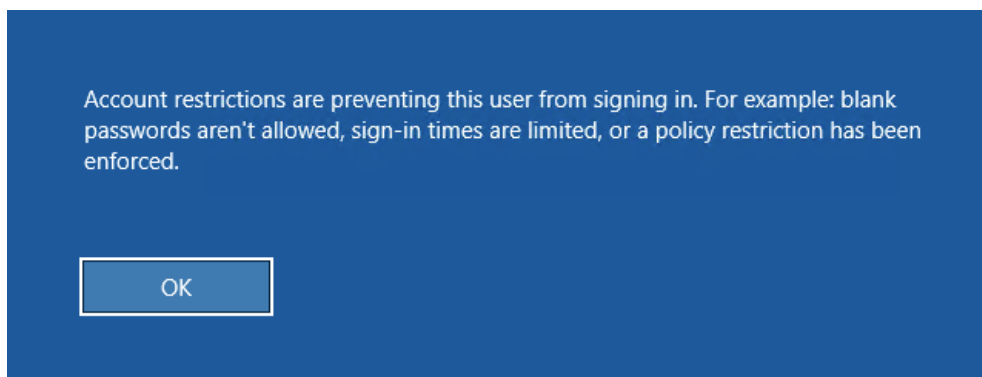 Account restrictions are preventing this user from signing in. For example: blank
passwords aren't allowed, sign-in times are limited, or a policy restriction has been
enforced.
OK